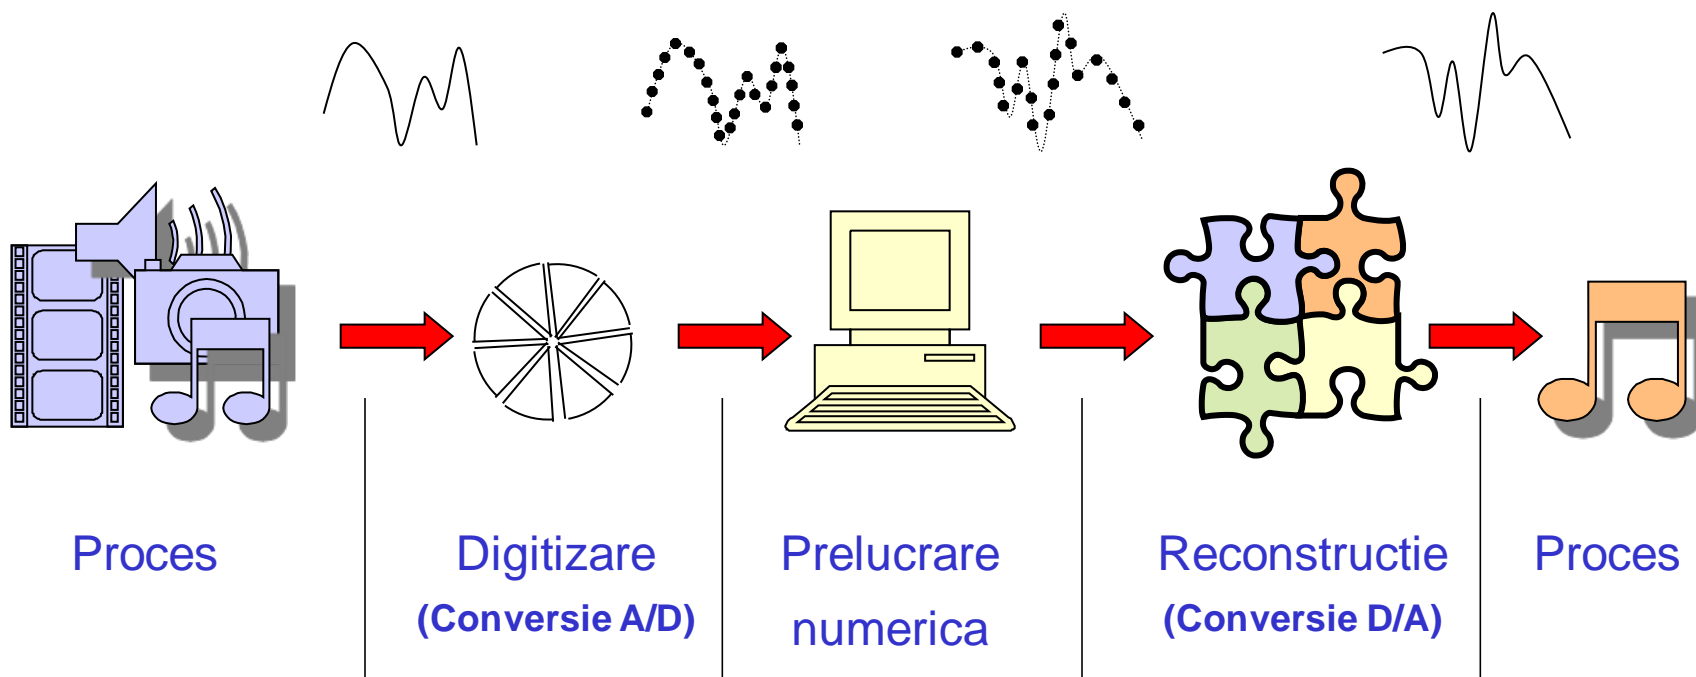 Proces
Digitizare
(Conversie A/D)
Prelucrare
numerica
Reconstructie
(Conversie D/A)
Proces